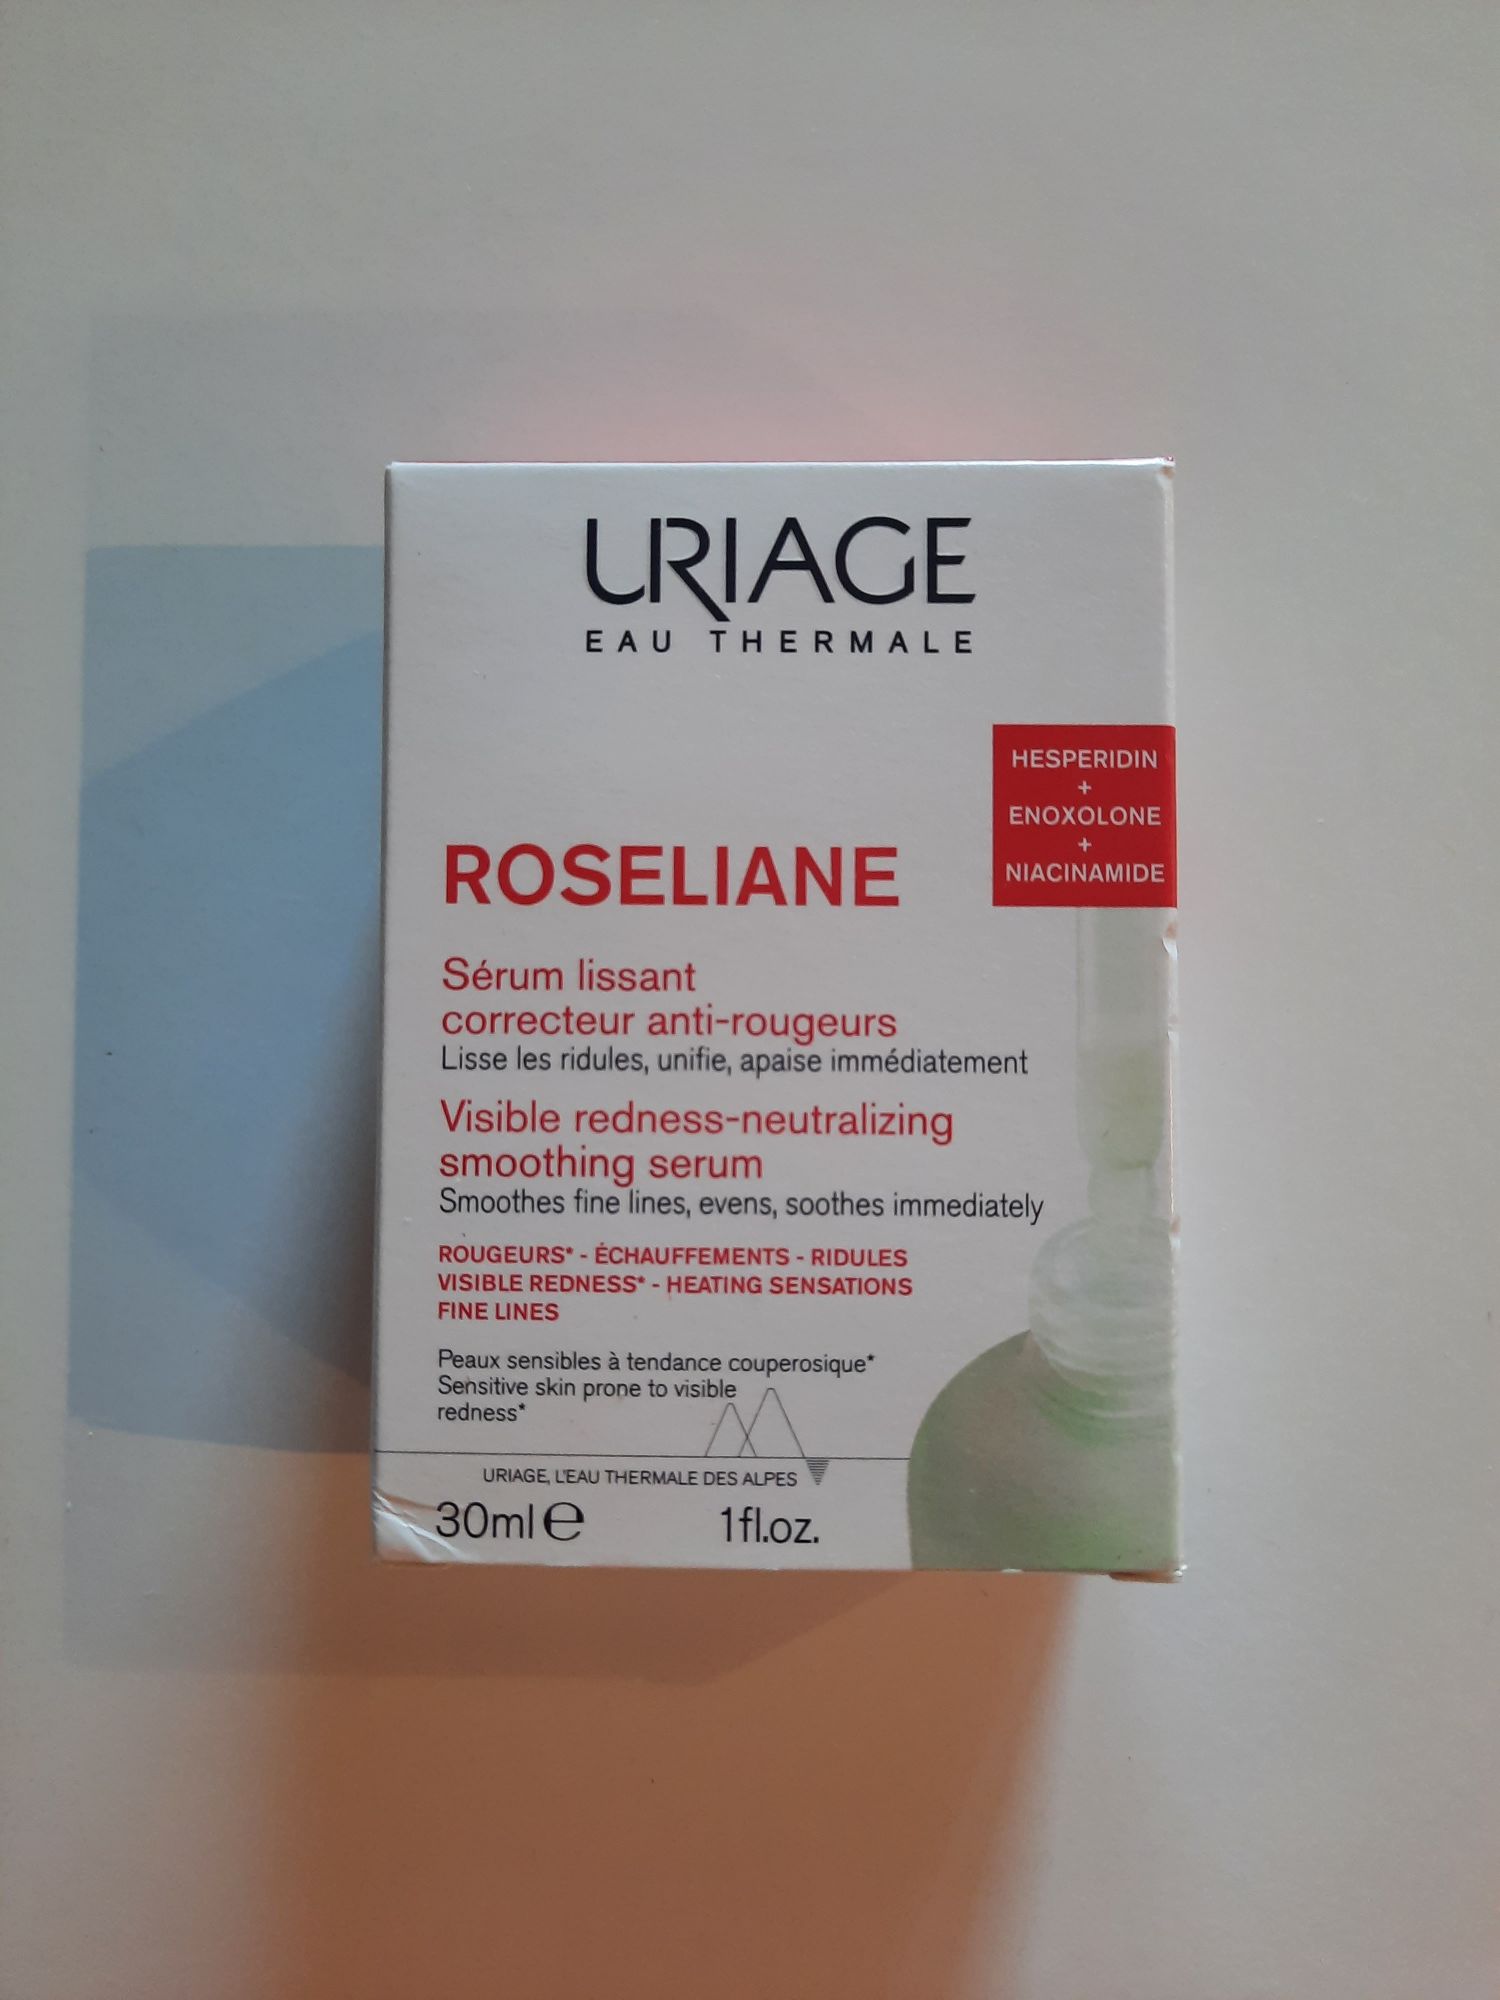 URIAGE
EAU THERMALE
HESPERIDIN
+
ENOXOLONE
+
NIACINAMIDE
ROSELIANE
Sérum lissant
correcteur anti-rougeurs
Lisse les ridules, unifie, apaise immédiatement
Visible redness-neutralizing
smoothing serum
Smoothes fine lines, evens, soothes immediately
ROUGEURS* - ÉCHAUFFEMENTS - RIDULES
VISIBLE REDNESS* - HEATING SENSATIONS
FINE LINES
Peaux sensibles à tendance couperosique*
Sensitive skin prone to visible
redness*
URIAGE, L'EAU THERMALE DES ALPES
30ml ℮ 1fl.oz.